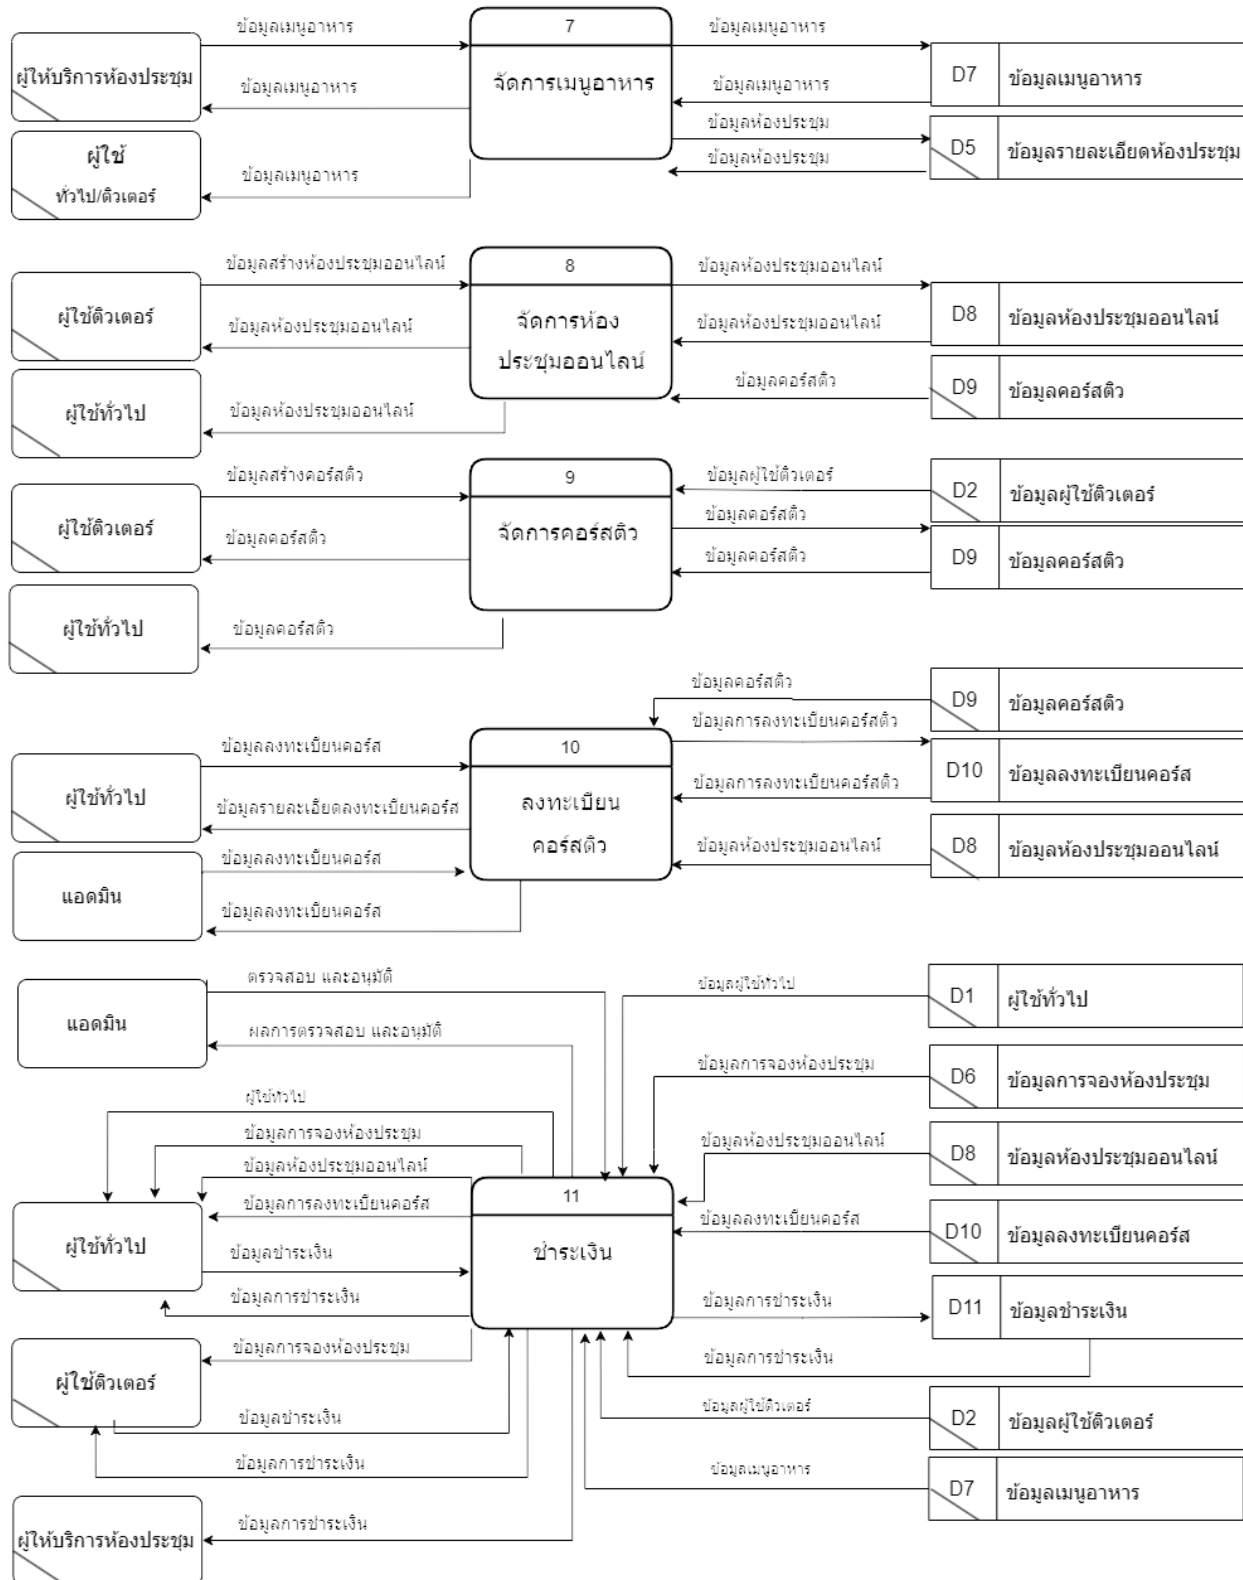 ข้อมูลเมนูอาหาร
7
ข้อมูลเมนูอาหาร
ผู้ให้บริการห้องประชุม
จัดการเมนูอาหาร
D7
ข้อมูลเมนูอาหาร
ข้อมูลเมนูอาหาร
ข้อมูลเมนูอาหาร
ข้อมูลห้องประชุม
ผู้ใช้
ทั่วไป/ติวเตอร์
ข้อมูลเมนูอาหาร
ข้อมูลห้องประชุม
D5
ข้อมูลรายละเอียดห้องประชุม
ข้อมูลสร้างห้องประชุมออนไลน์
8
ข้อมูลห้องประชุมออนไลน์
ผู้ใช้ติวเตอร์
ข้อมูลห้องประชุมออนไลน์
จัดการห้อง
ประชุมออนไลน์
ข้อมูลห้องประชุมออนไลน์
D8
ข้อมูลห้องประชุมออนไลน์
ผู้ใช้ทั่วไป
ข้อมูลห้องประชุมออนไลน์
ข้อมูลคอร์สติว
D9
ข้อมูลคอร์สติว
ข้อมูลสร้างคอร์สติว
9
ข้อมูลผู้ใช้ติวเตอร์
D2
ข้อมูลผู้ใช้ติวเตอร์
ผู้ใช้ติวเตอร์
ข้อมูลคอร์สติว
จัดการคอร์สติว
ข้อมูลคอร์สติว
ข้อมูลคอร์สติว
D9
ข้อมูลคอร์สติว
ผู้ใช้ทั่วไป
ข้อมูลคอร์สติว
ข้อมูลคอร์สติว
D9
ข้อมูลคอร์สติว
ข้อมูลลงทะเบียนคอร์ส
10
ข้อมูลการลงทะเบียนคอร์สติว
ผู้ใช้ทั่วไป
ข้อมูลรายละเอียดลงทะเบียนคอร์ส
ลงทะเบียน
คอร์สติว
ข้อมูลการลงทะเบียนคอร์สติว
D10
ข้อมูลลงทะเบียนคอร์ส
แอดมิน
ข้อมูลลงทะเบียนคอร์ส
ข้อมูลลงทะเบียนคอร์ส
ข้อมูลห้องประชุมออนไลน์
D8
ข้อมูลห้องประชุมออนไลน์
ตรวจสอบ และอนุมัติ
แอดมิน
ผลการตรวจสอบ และอนุมัติ
ข้อมูลผู้ใช้ทั่วไป
D1
ผู้ใช้ทั่วไป
ข้อมูลการจองห้องประชุม
D6
ข้อมูลการจองห้องประชุม
ผู้ใช้ทั่วไป
ข้อมูลการจองห้องประชุม
ข้อมูลห้องประชุมออนไลน์
ข้อมูลห้องประชุมออนไลน์
D8
ข้อมูลห้องประชุมออนไลน์
ข้อมูลการลงทะเบียนคอร์ส
11
ข้อมูลลงทะเบียนคอร์ส
D10
ข้อมูลลงทะเบียนคอร์ส
ผู้ใช้ทั่วไป
ข้อมูลชำระเงิน
ชำระเงิน
ข้อมูลการชำระเงิน
ข้อมูลการชำระเงิน
D11
ข้อมูลชำระเงิน
ข้อมูลการจองห้องประชุม
ข้อมูลการชำระเงิน
ผู้ใช้ติวเตอร์
ข้อมูลชำระเงิน
ข้อมูลผู้ใช้ติวเตอร์
D2
ข้อมูลผู้ใช้ติวเตอร์
ข้อมูลการชำระเงิน
ข้อมูลเมนูอาหาร
D7
ข้อมูลเมนูอาหาร
ผู้ให้บริการห้องประชุม
ข้อมูลการชำระเงิน